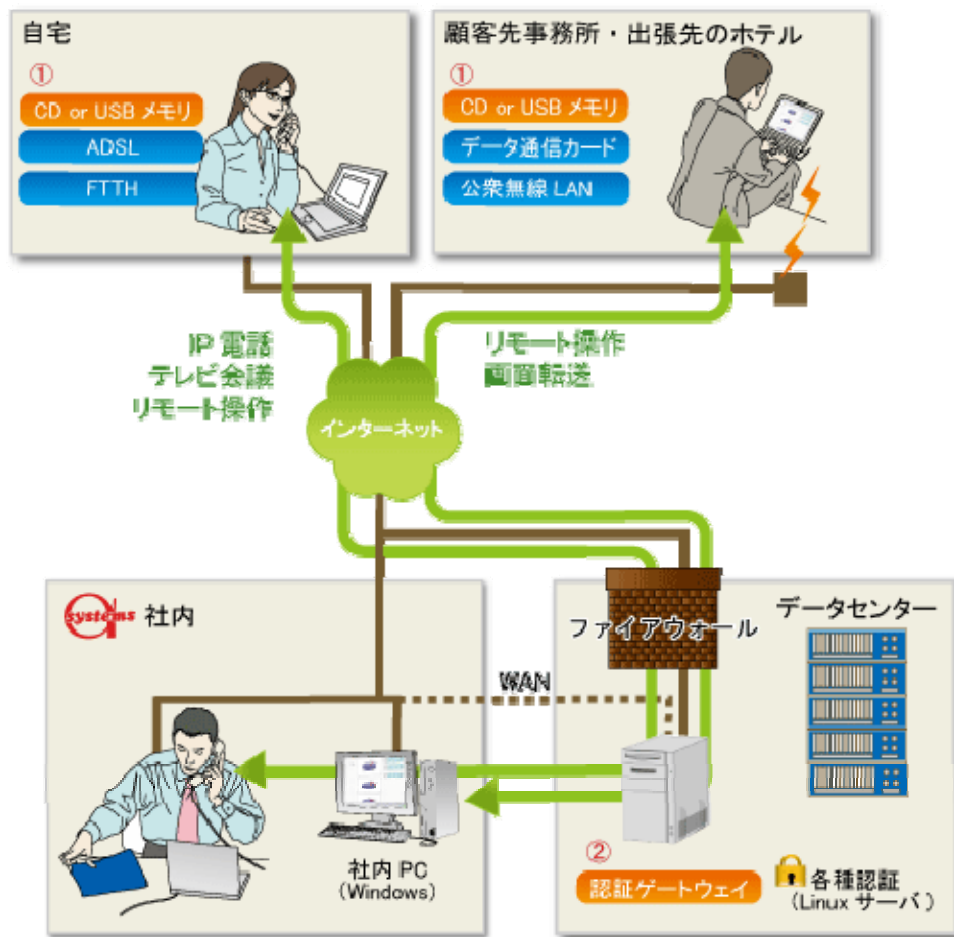 自宅
①
CD or USB メモリ
ADSL
FTTH
顧客先事務所・出張先のホテル
①
CD or USB メモリ
データ通信カード
公衆無線 LAN
IP 電話
テレビ会議
リモート操作
リモート操作
画面転送
インターネット
systems 社内
ファイアウォール
データセンター
WAN
社内 PC
(Windows)
②
認証ゲートウェイ
各種認証
(Linux サーバ)